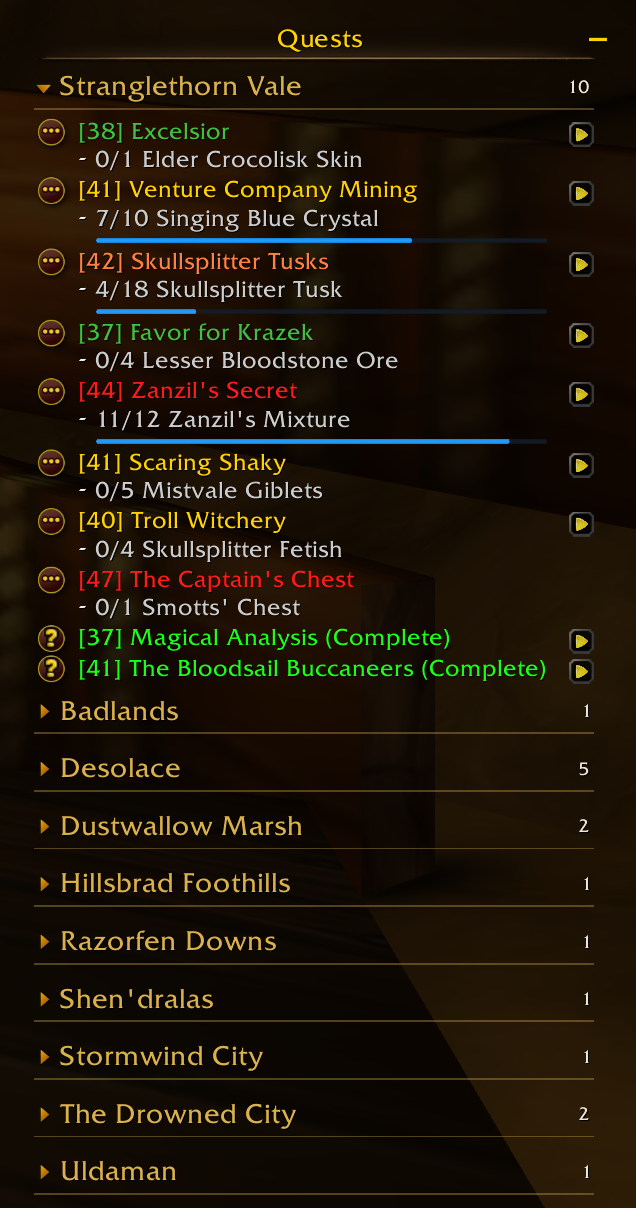 Quests
Stranglethorn Vale 10
[38] Excelsior
- 0/1 Elder Crocolisk Skin
[41] Venture Company Mining
- 7/10 Singing Blue Crystal
[42] Skullsplitter Tusks
- 4/18 Skullsplitter Tusk
[37] Favor for Krazek
- 0/4 Lesser Bloodstone Ore
[44] Zanzil's Secret
- 11/12 Zanzil's Mixture
[41] Scaring Shaky
- 0/5 Mistvale Giblets
[40] Troll Witchery
- 0/4 Skullsplitter Fetish
[47] The Captain's Chest
- 0/1 Smotts' Chest
[37] Magical Analysis (Complete)
[41] The Bloodsail Buccaneers (Complete)
Badlands 1
Desolace 5
Dustwallow Marsh 2
Hillsbrad Foothills 1
Razorfen Downs 1
Shen'dralas 1
Stormwind City 1
The Drowned City 2
Uldaman 1